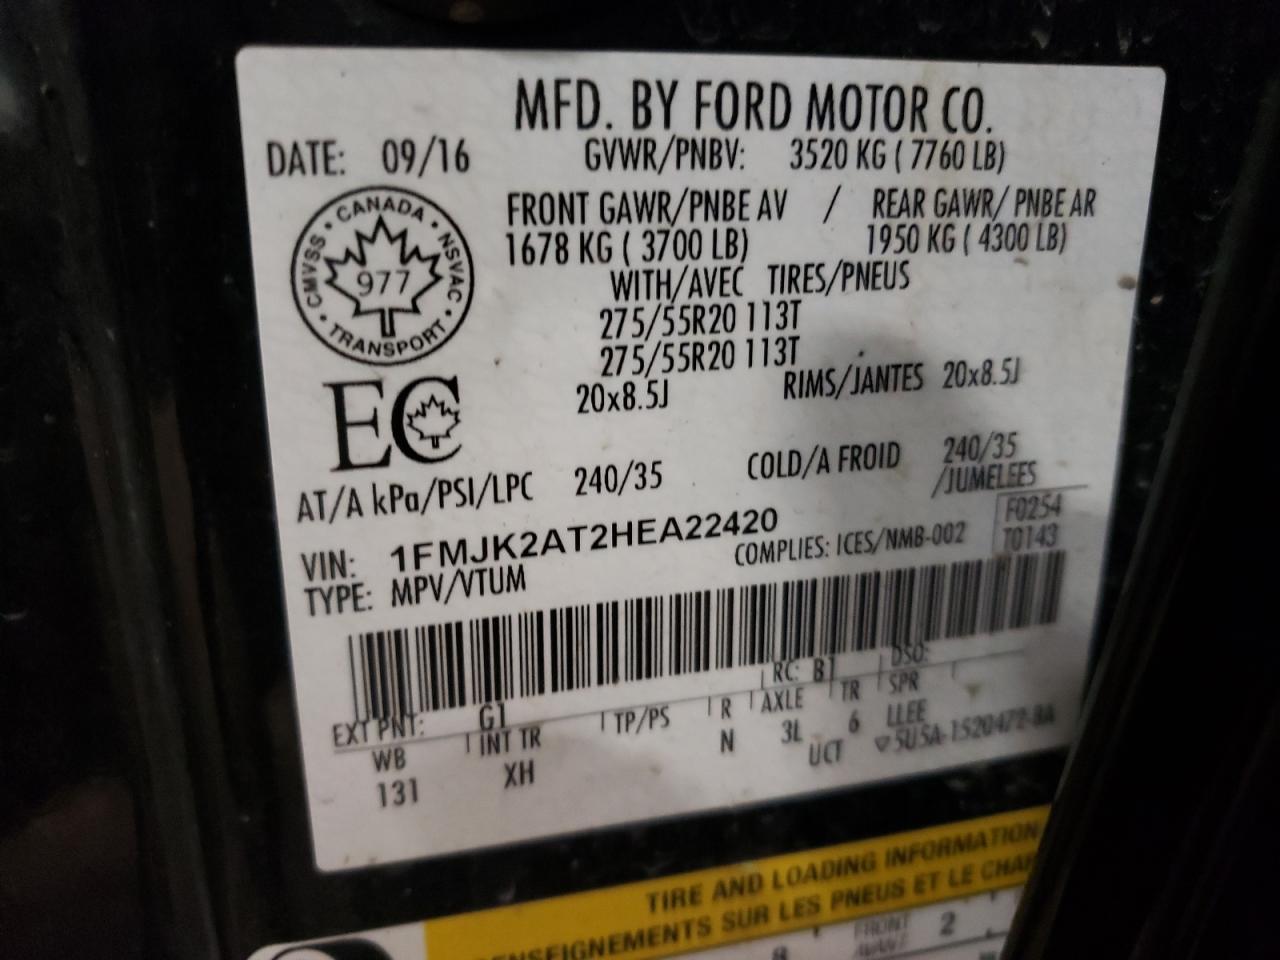 MFD. BY FORD MOTOR CO.
DATE: 09/16 GVWR/PNBV: 3520 KG ( 7760 LB)
FRONT GAWR/PNBE AV / REAR GAWR/ PNBE AR
1678 KG ( 3700 LB) 1950 KG ( 4300 LB)
WITH/AVEC TIRES/PNEUS
275/55R20 113T
275/55R20 113T
20x8.5J RIMS/JANTES 20x8.5J
CANADA
CMVSS 977 NSVAC
TRANSPORT
EC
AT/A kPa/PSI/LPC 240/35 COLD/A FROID 240/35
/JUMELEES
VIN: 1FMJK2AT2HEA22420 F0254
TYPE: MPV/VTUM COMPLIES: ICES/NMB-002 T0143
RC: B1 DSO:
EXT PNT: G1
WB INT TR TP/PS R AXLE TR SPR
131 XH N 3L 6 LLEE
UCT 5U5A-1520472-BA
TIRE AND LOADING INFORMATION
RENSEIGNEMENTS SUR LES PNEUS ET LE
FRONT
AVANT 2